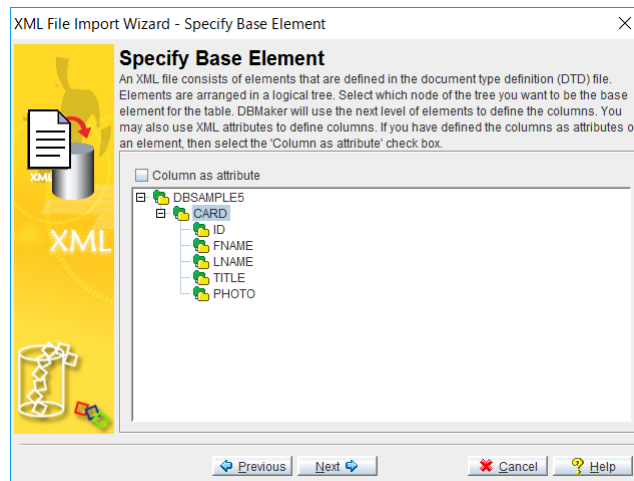 XML File Import Wizard - Specify Base Element
Specify Base Element
An XML file consists of elements that are defined in the document type definition (DTD) file.
Elements are arranged in a logical tree. Select which node of the tree you want to be the base
element for the table. DBMaker will use the next level of elements to define the columns. You
may also use XML attributes to define columns. If you have defined the columns as attributes o
an element, then select the 'Column as attribute' check box.
XML
XML
Column as attribute
DBSAMPLE5
CARD
ID
FNAME
LNAME
TITLE
PHOTO
Previous Next Cancel Help